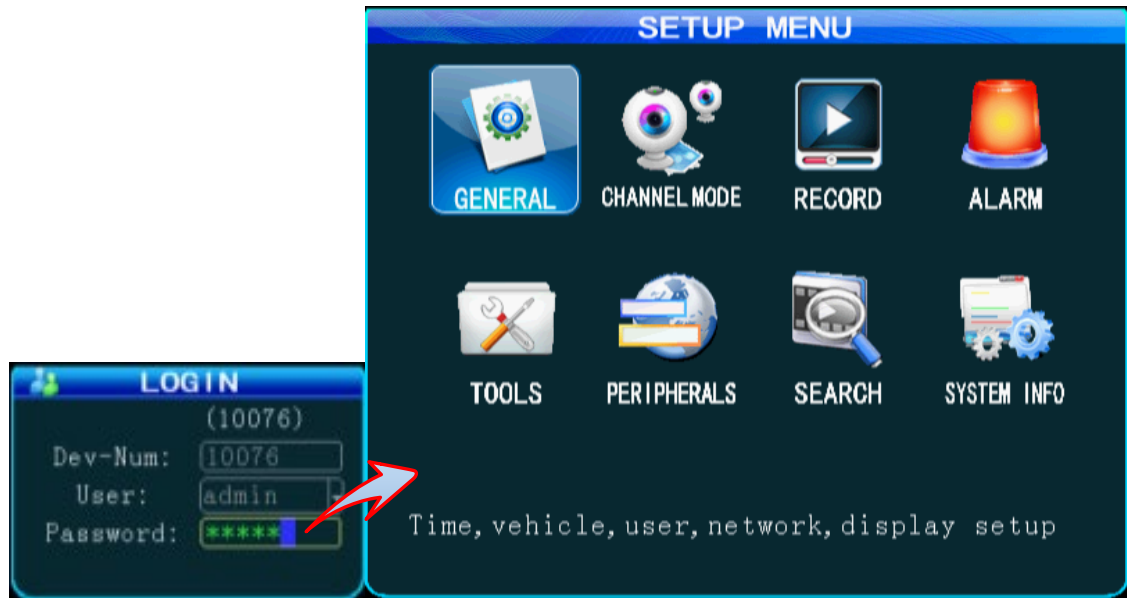 SETUP MENU
GENERAL CHANNEL MODE RECORD ALARM
TOOLS PERIPHERALS SEARCH SYSTEM INFO
Time, vehicle, user, network, display setup
LOGIN
(10076)
Dev-Num: 10076
User: admin
Password: *****